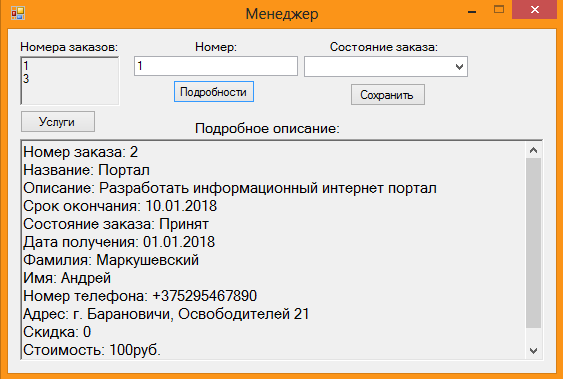 Менеджер
Номера заказов:
Номер:
Состояние заказа:
1
3
1
Подробности
Сохранить
Услуги
Подробное описание:
Номер заказа: 2
Название: Портал
Описание: Разработать информационный интернет портал
Срок окончания: 10.01.2018
Состояние заказа: Принят
Дата получения: 01.01.2018
Фамилия: Маркушевский
Имя: Андрей
Номер телефона: +375295467890
Адрес: г. Барановичи, Освободителей 21
Скидка: 0
Стоимость: 100руб.